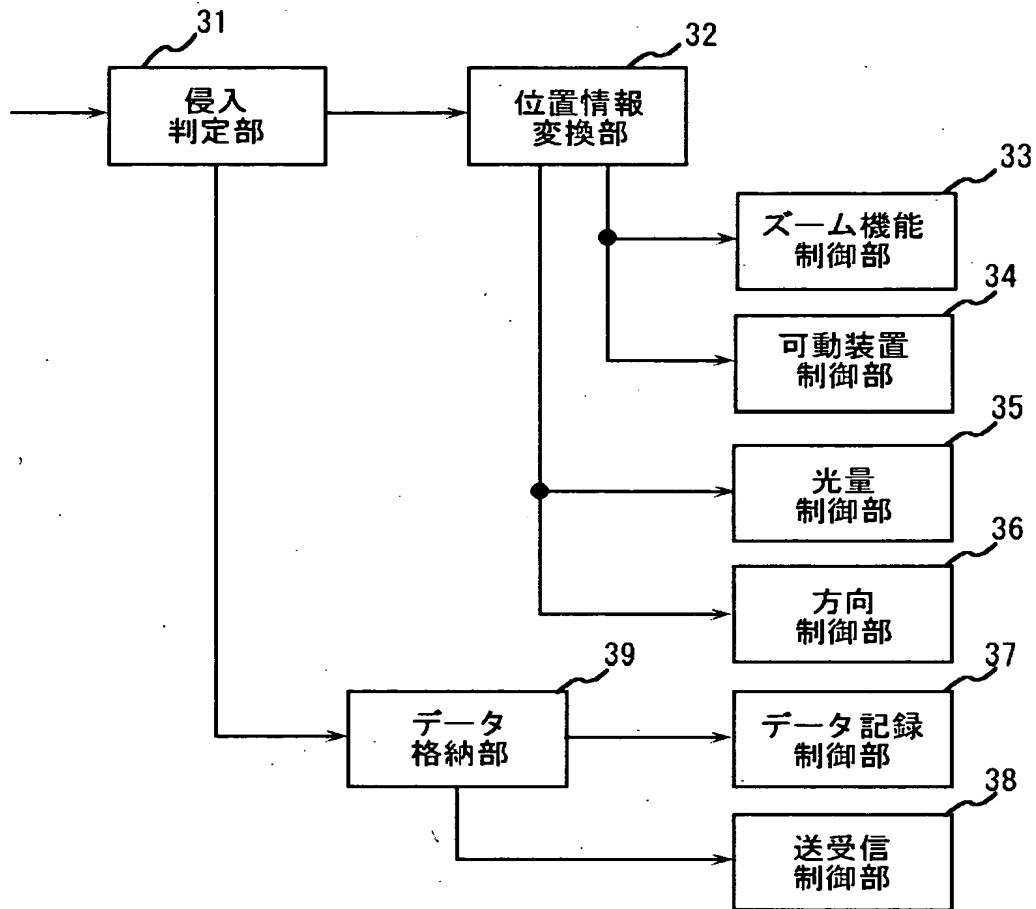 31
侵入
判定部
32
位置情報
変換部
33
ズーム機能
制御部
34
可動装置
制御部
35
光量
制御部
36
方向
制御部
39
データ
格納部
37
データ記録
制御部
38
送受信
制御部